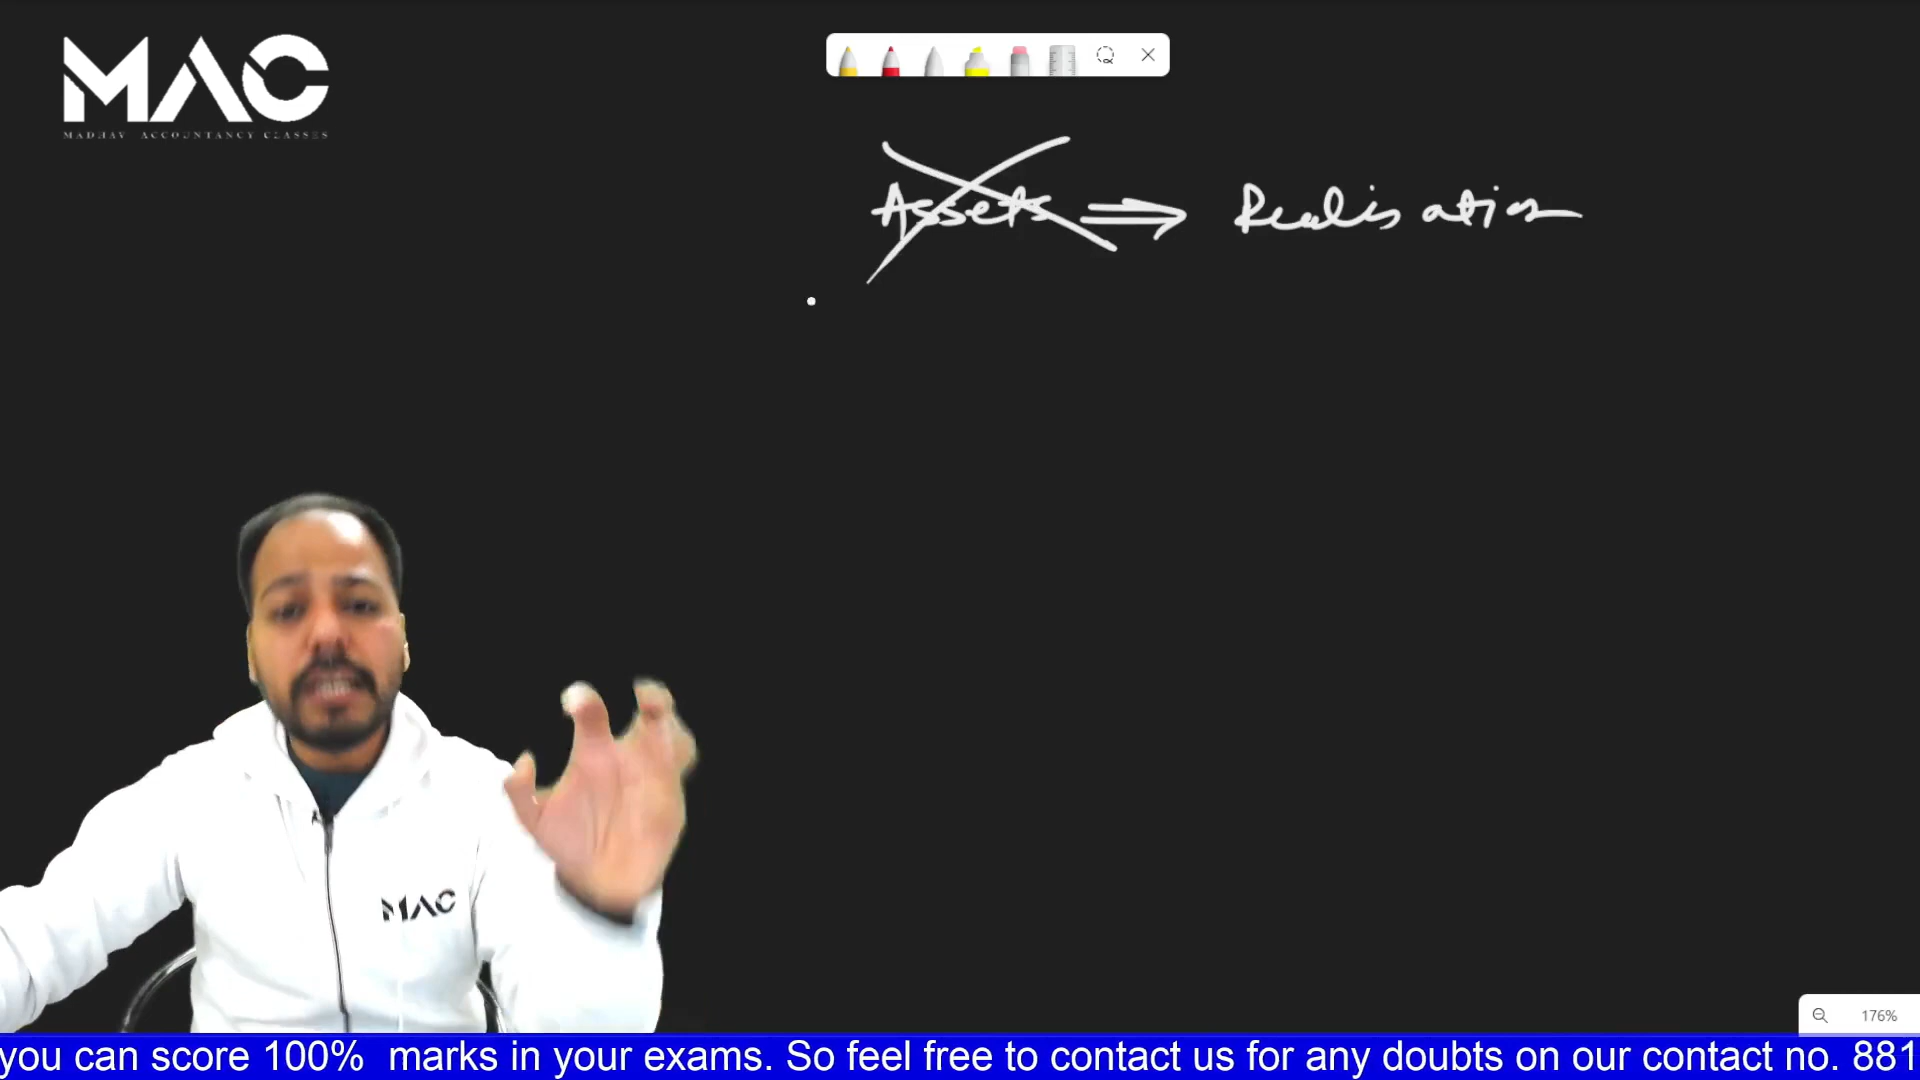 MAC
MADHAV ACCOUNTANCY CLASSES
Assets ⇒ Realisation
MAC
176%
you can score 100% marks in your exams. So feel free to contact us for any doubts on our contact no. 881